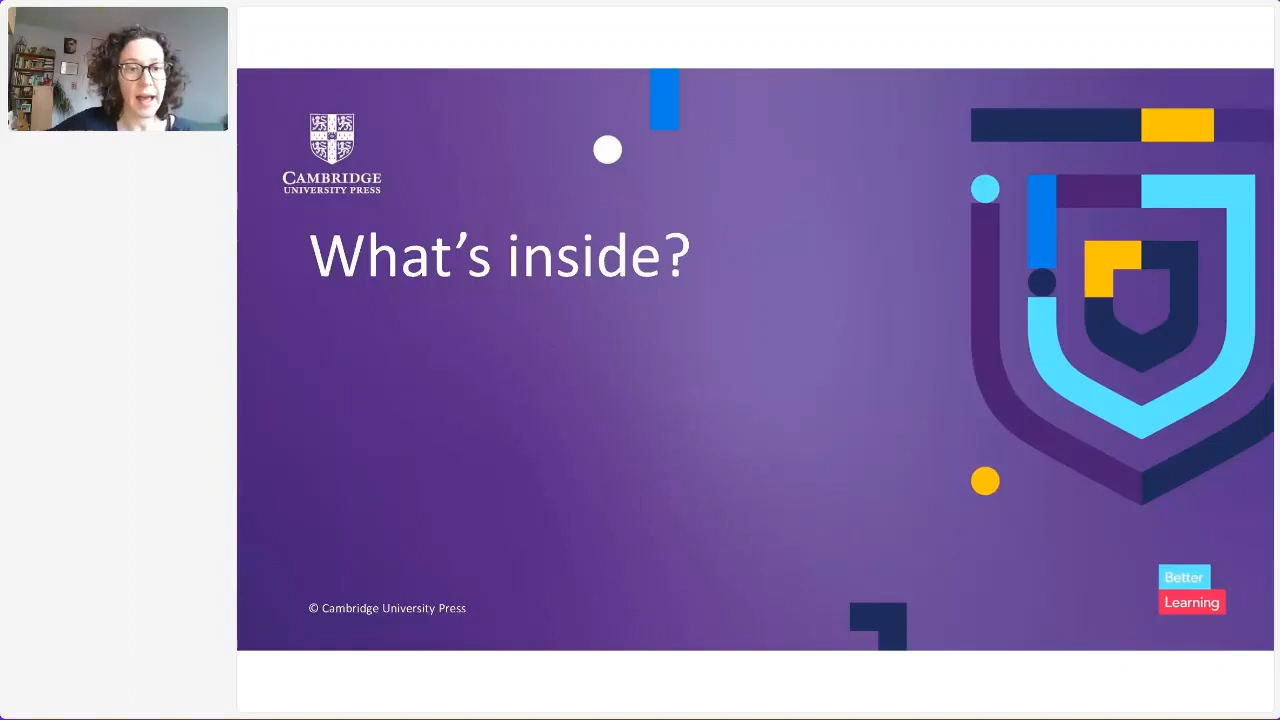 CAMBRIDGE
UNIVERSITY PRESS
What’s inside?
© Cambridge University Press
Better
Learning